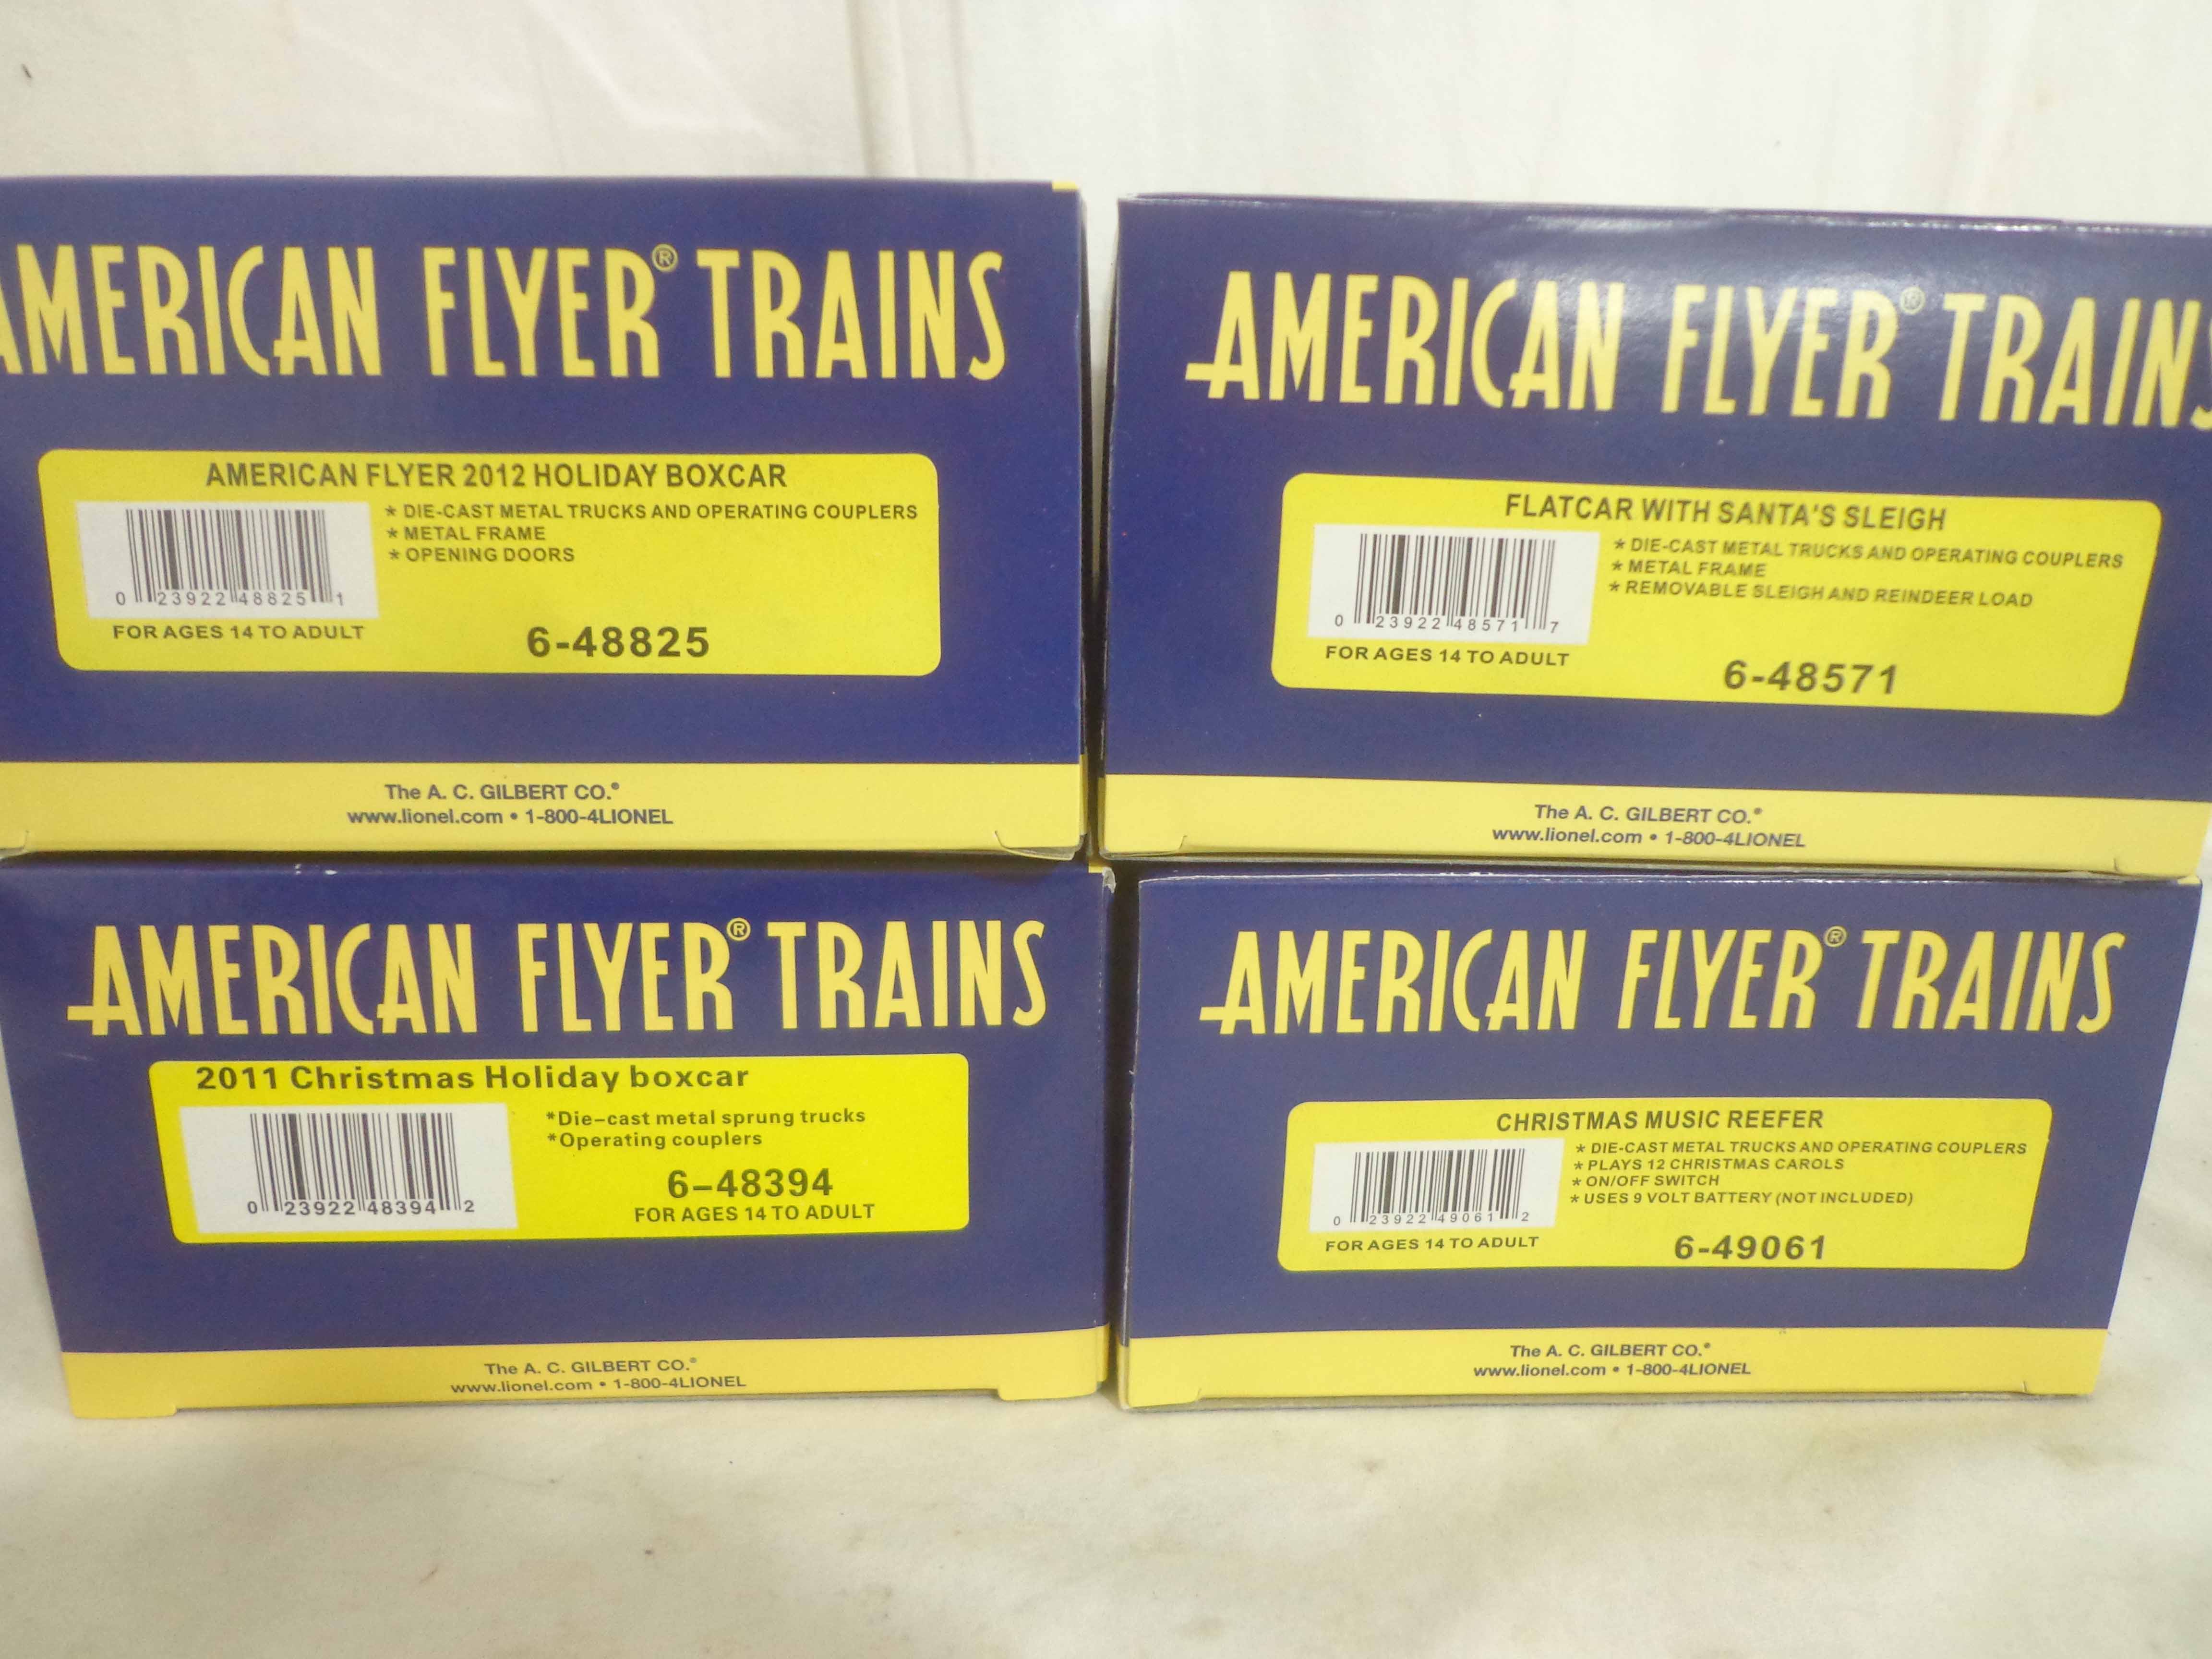 AMERICAN FLYER® TRAINS
AMERICAN FLYER 2012 HOLIDAY BOXCAR
* DIE-CAST METAL TRUCKS AND OPERATING COUPLERS
* METAL FRAME
* OPENING DOORS
0 23922 48825 1
FOR AGES 14 TO ADULT
6-48825
The A. C. GILBERT CO.®
www.lionel.com • 1-800-4LIONEL
AMERICAN FLYER® TRAINS
FLATCAR WITH SANTA'S SLEIGH
* DIE-CAST METAL TRUCKS AND OPERATING COUPLERS
* METAL FRAME
* REMOVABLE SLEIGH AND REINDEER LOAD
0 23922 48571 7
FOR AGES 14 TO ADULT
6-48571
The A. C. GILBERT CO.®
www.lionel.com • 1-800-4LIONEL
AMERICAN FLYER® TRAINS
2011 Christmas Holiday boxcar
*Die-cast metal sprung trucks
*Operating couplers
0 23922 48394 2
6-48394
FOR AGES 14 TO ADULT
The A. C. GILBERT CO.®
www.lionel.com • 1-800-4LIONEL
AMERICAN FLYER® TRAINS
CHRISTMAS MUSIC REEFER
* DIE-CAST METAL TRUCKS AND OPERATING COUPLERS
* PLAYS 12 CHRISTMAS CAROLS
* ON/OFF SWITCH
* USES 9 VOLT BATTERY (NOT INCLUDED)
0 23922 49061 2
FOR AGES 14 TO ADULT
6-49061
The A. C. GILBERT CO.®
www.lionel.com • 1-800-4LIONEL